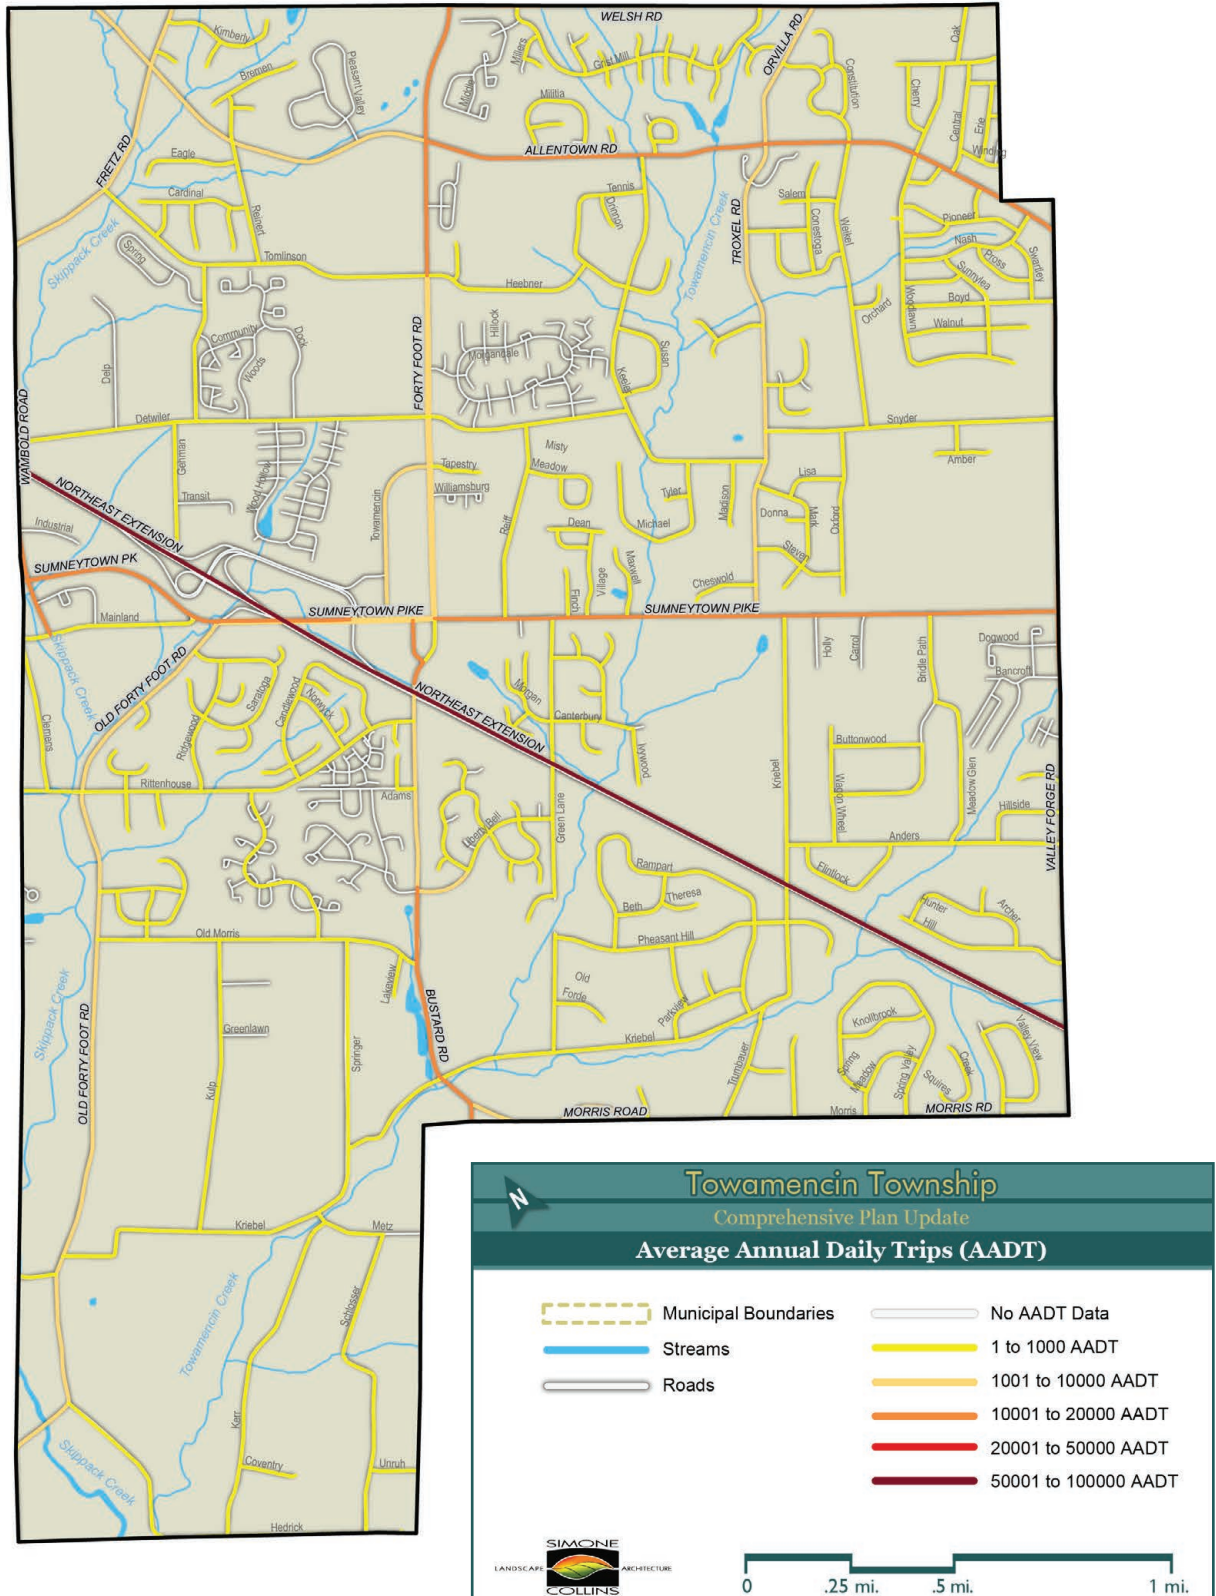 WELSH RD
ORVILLA RD
Kimberly
Bremen
Pleasant Valley
Middle
Millers
Grist Mill
Militia
Constitution
Oak
Cherry
Central
Erie
Winding
FRETZ RD
ALLENTOWN RD
Eagle
Cardinal
Reinert
Tennis
Drinnon
Towamencin Creek
TROXEL RD
Salem
Conestoga
Weikel
Pioneer
Nash
Pross
Swartley
Sunnylea
Skippack Creek
Spring
Tomlinson
Heebner
Orchard
Woodlawn
Boyd
Walnut
Delp
Community
Woods
Dock
FORTY FOOT RD
Hillock
Morgandale
Keeler
Susan
WAMBOLD ROAD
Detwiler
Snyder
Gehman
Wood Hollow
Misty
Meadow
Amber
Tapestry
Williamsburg
Lisa
Transit
Towamencin
Reiff
Tyler
Michael
Madison
Donna
Mark
Oxford
NORTHEAST EXTENSION
Industrial
Dean
Steven
SUMNEYTOWN PK
Finch
Village
Maxwell
Cheswold
Mainland
SUMNEYTOWN PIKE
SUMNEYTOWN PIKE
Skippack Creek
OLD FORTY FOOT RD
Holly
Carrol
Bridle Path
Dogwood
Bancroft
Clemens
Ridgewood
Saratoga
Candlewood
Norwyck
NORTHEAST EXTENSION
Morgan
Canterbury
Ivywood
Kriebel
Buttonwood
Wagon Wheel
Meadow Glen
Rittenhouse
Adams
Liberty Bell
Green Lane
Hillside
VALLEY FORGE RD
Anders
Rampart
Flintlock
Beth
Theresa
Hunter
Hill
Archer
Old Morris
Pheasant Hill
Skippack Creek
Lakeview
Old
Forde
Parkview
OLD FORTY FOOT RD
Greenlawn
Springer
BUSTARD RD
Kriebel
Knollbrook
Valley View
Kulp
Trumbauer
Spring
Meadow
Spring Valley
Squires
Creek
MORRIS ROAD
Morris
MORRIS RD
Kriebel
Metz
Towamencin Creek
Schlosser
Kerr
Skippack Creek
Coventry
Unruh
Hedrick
N
Towamencin Township
Comprehensive Plan Update
Average Annual Daily Trips (AADT)
Municipal Boundaries
Streams
Roads
No AADT Data
1 to 1000 AADT
1001 to 10000 AADT
10001 to 20000 AADT
20001 to 50000 AADT
50001 to 100000 AADT
SIMONE
LANDSCAPE ARCHITECTURE
COLLINS
0 .25 mi. .5 mi. 1 mi.